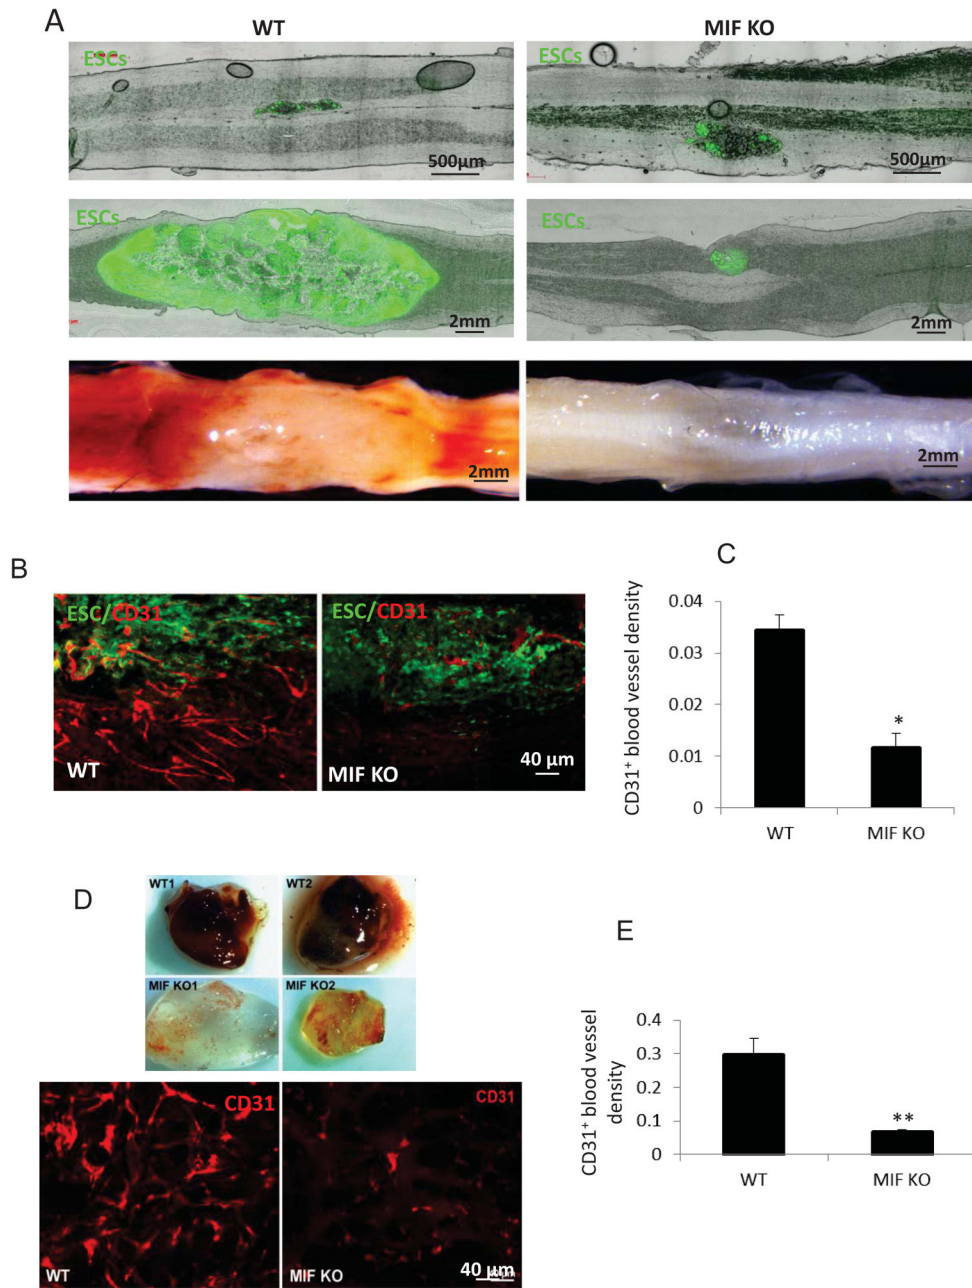 A
WT
MIF KO
ESCs
500µm
ESCs
500µm
ESCs
2mm
ESCs
2mm
2mm
2mm
B
ESC/CD31
WT
ESC/CD31
MIF KO
40 µm
C
CD31+ blood vessel density
0.04
0.03
0.02
0.01
0
*
WT
MIF KO
D
WT1
WT2
MIF KO1
MIF KO2
CD31
WT
CD31
MIF KO
40 µm
E
CD31+ blood vessel
density
0.4
0.3
0.2
0.1
0
**
WT
MIF KO